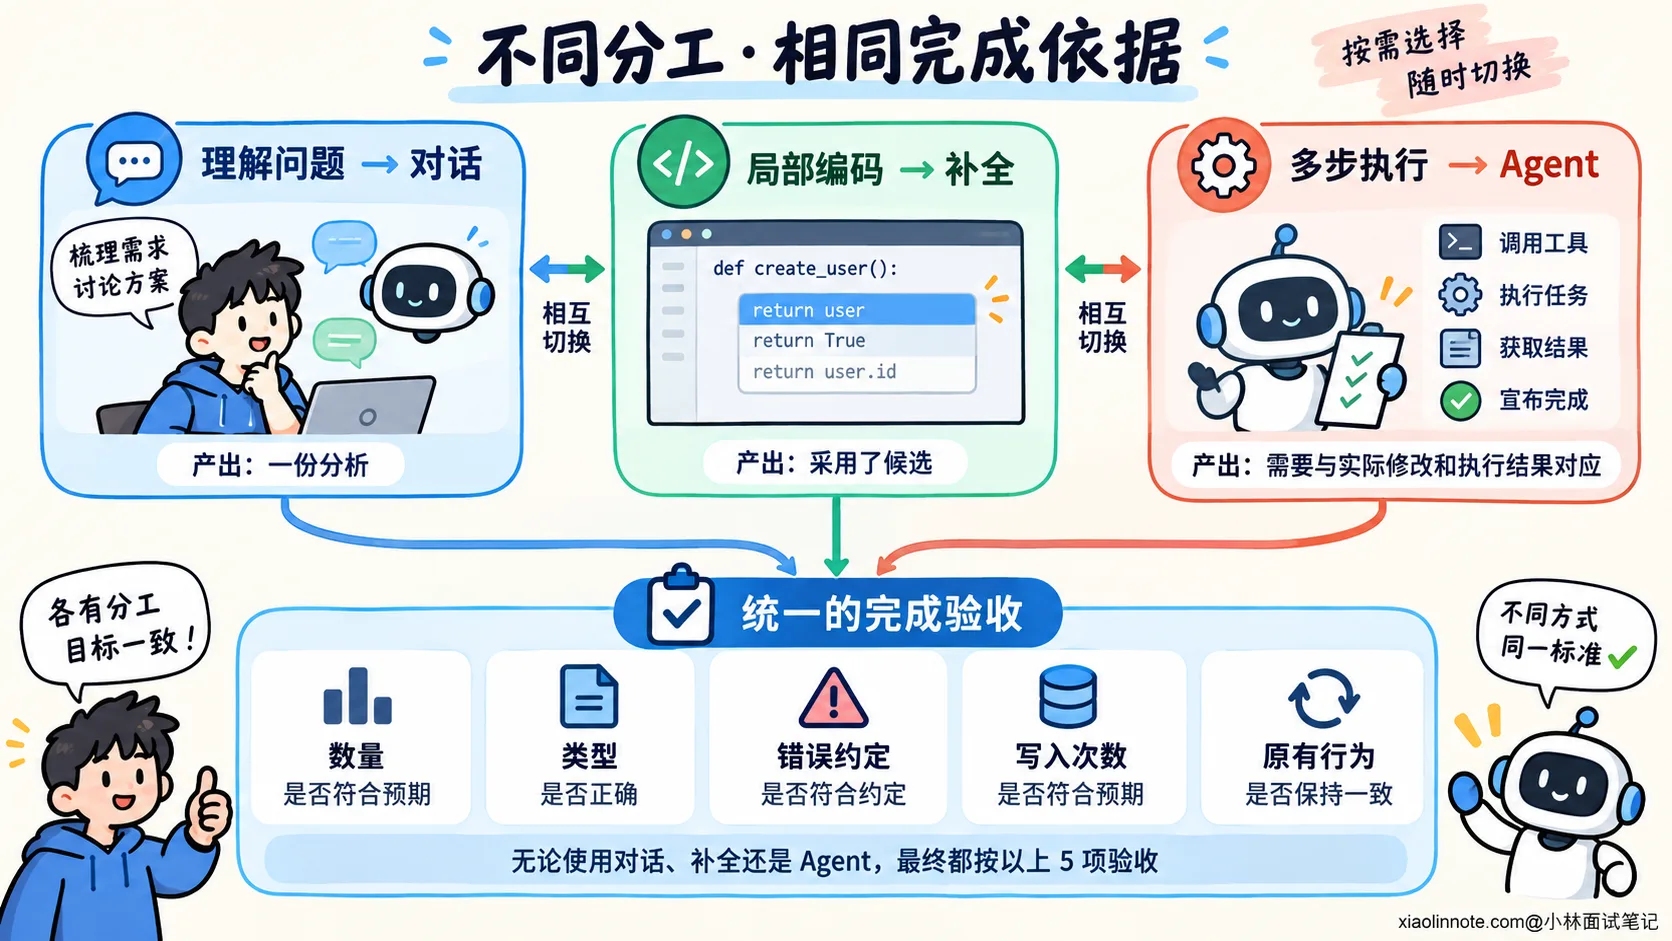 不同分工·相同完成依据
按需选择
随时切换
理解问题 → 对话
梳理需求
讨论方案
产出：一份分析
相互
切换
</> 局部编码 → 补全
def create_user():
return user
return True
return user.id
产出：采用了候选
相互
切换
多步执行 → Agent
调用工具
执行任务
获取结果
宣布完成
产出：需要与实际修改和执行结果对应
各有分工
目标一致！
统一的完成验收
数量
是否符合预期
类型
是否正确
错误约定
是否符合约定
写入次数
是否符合预期
原有行为
是否保持一致
无论使用对话、补全还是 Agent，最终都按以上 5 项验收
不同方式
同一标准
xiaolinnote.com@小林面试笔记